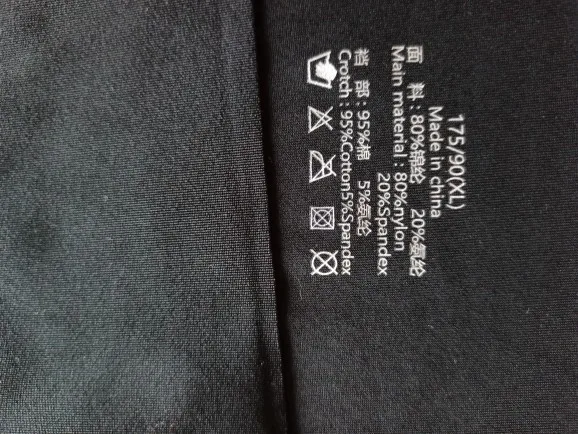 175/90(XL)
Made in china
面 料：80%锦纶 20%氨纶
Main material : 80%nylon
20%Spandex
裆 部：95%棉 5%氨纶
Crotch : 95%Cotton5%Spandex